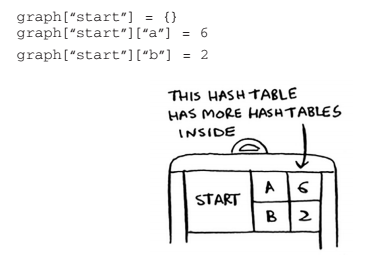 graph["start"] = {}
graph["start"]["a"] = 6
graph["start"]["b"] = 2
THIS HASH TABLE
HAS MORE HASH TABLES
INSIDE
START
A 6
B 2